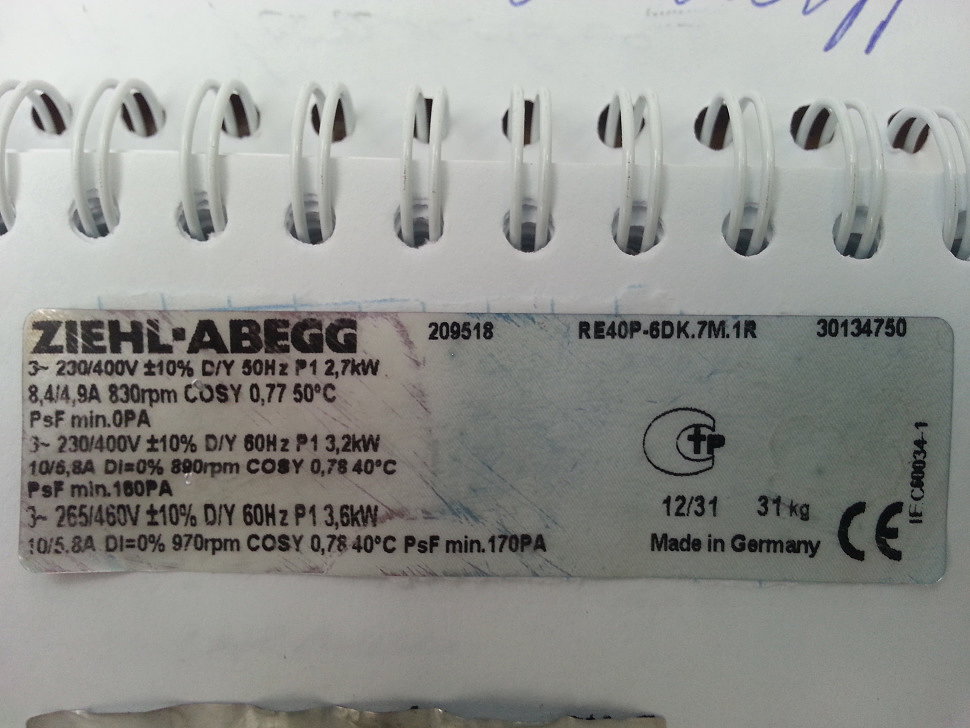 ZIEHL-ABEGG 209518 RE40P-6DK.7M.1R 30134750
3~ 230/400V ±10% D/Y 50Hz P1 2,7kW
8,4/4,9A 830rpm COSY 0,77 50°C
PsF min.0PA
3~ 230/400V ±10% D/Y 60Hz P1 3,2kW
10/5,8A DI=0% 890rpm COSY 0,78 40°C
PsF min.160PA
3~ 265/460V ±10% D/Y 60Hz P1 3,6kW
10/5.8A DI=0% 970rpm COSY 0,78 40°C PsF min.170PA
12/31 31 kg
Made in Germany
CE
IEC60034-1